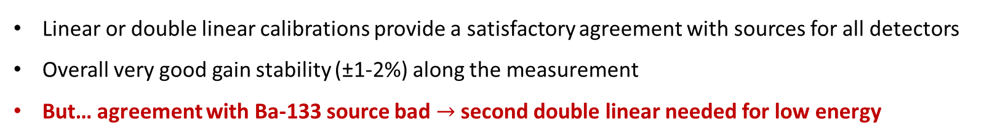 • Linear or double linear calibrations provide a satisfactory agreement with sources for all detectors
• Overall very good gain stability (±1-2%) along the measurement
• But... agreement with Ba-133 source bad → second double linear needed for low energy